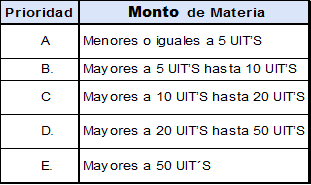 Prioridad Monto de Materia
A Menores o iguales a 5 UIT'S
B. Mayores a 5 UIT'S hasta 10 UIT'S
C Mayores a 10 UIT'S hasta 20 UIT'S
D. Mayores a 20 UIT'S hasta 50 UIT'S
E. Mayores a 50 UIT´S